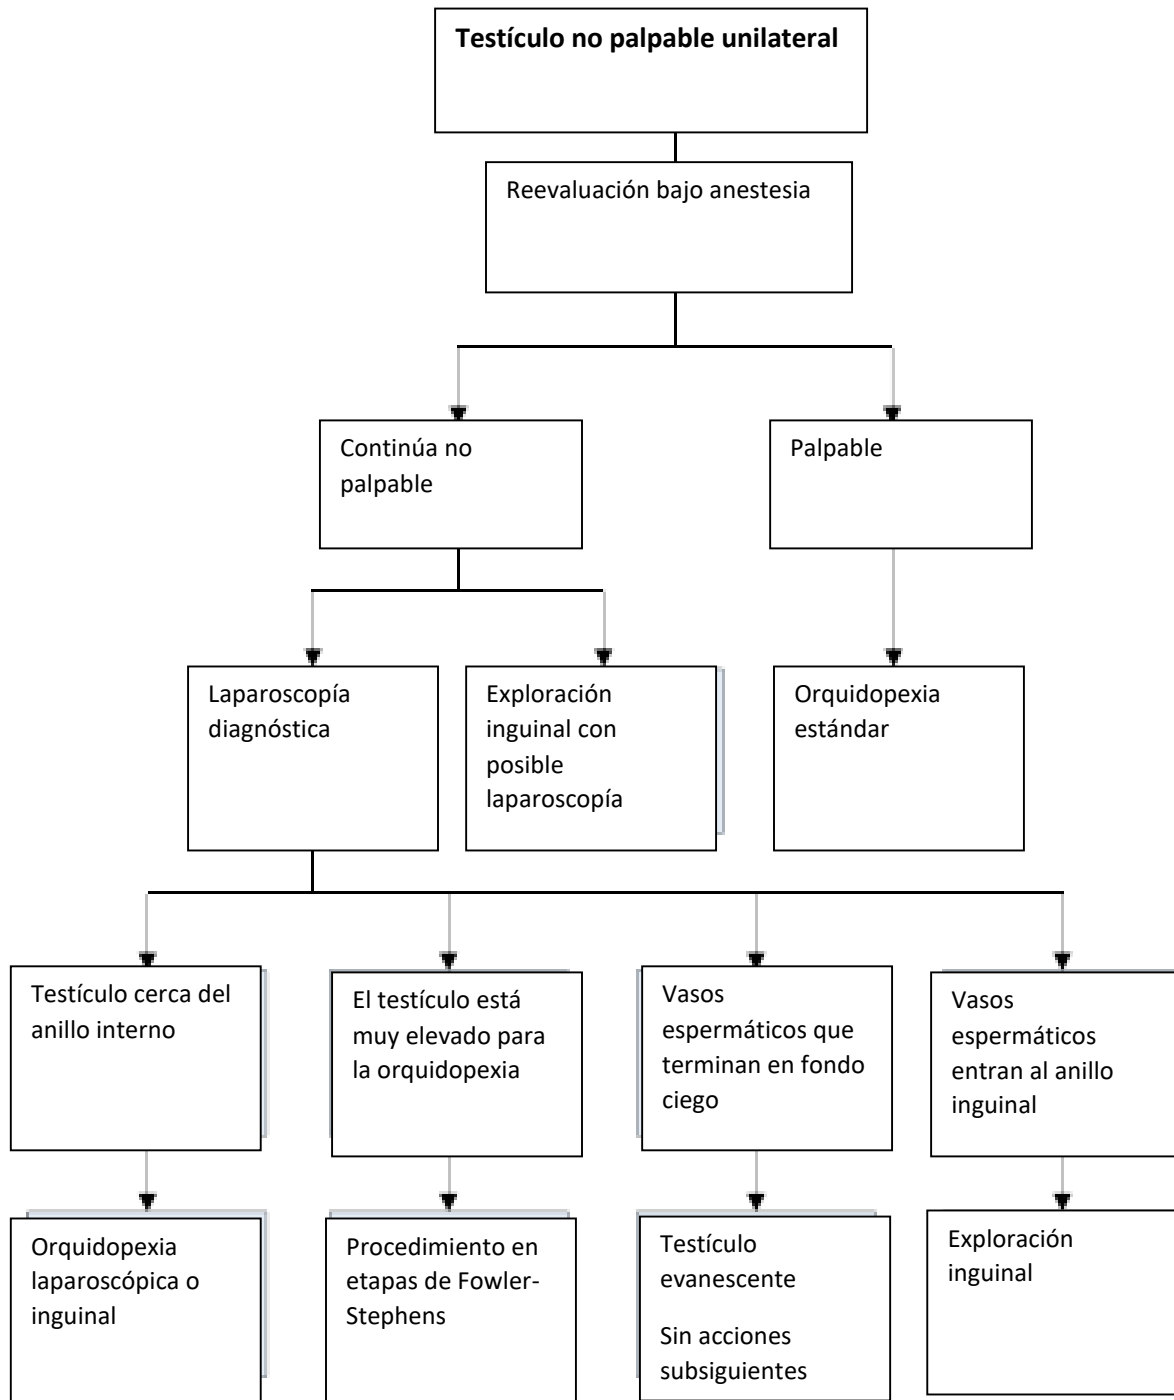 Testículo no palpable unilateral
Reevaluación bajo anestesia
Continúa no
palpable
Palpable
Laparoscopía
diagnóstica
Exploración
inguinal con
posible
laparoscopía
Orquidopexia
estándar
Testículo cerca del
anillo interno
El testículo está
muy elevado para
la orquidopexia
Vasos
espermáticos que
terminan en fondo
ciego
Vasos
espermáticos
entran al anillo
inguinal
Orquidopexia
laparoscópica o
inguinal
Procedimiento en
etapas de Fowler-
Stephens
Testículo
evanescente
Sin acciones
subsiguientes
Exploración
inguinal